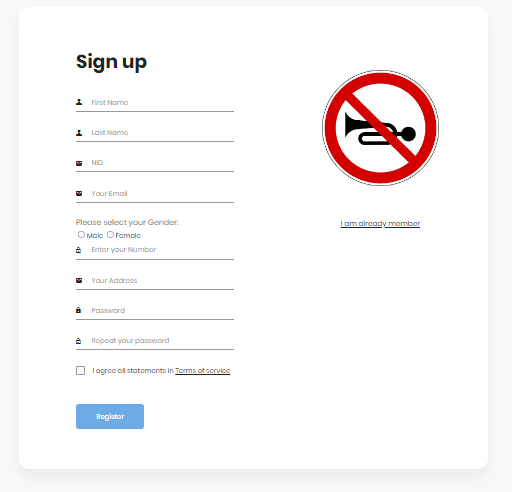 Sign up
First Name
Last Name
NID
Your Email
Please select your Gender:
Male Female
Enter your Number
Your Address
Password
Repeat your password
I agree all statements in Terms of service
Register
I am already member